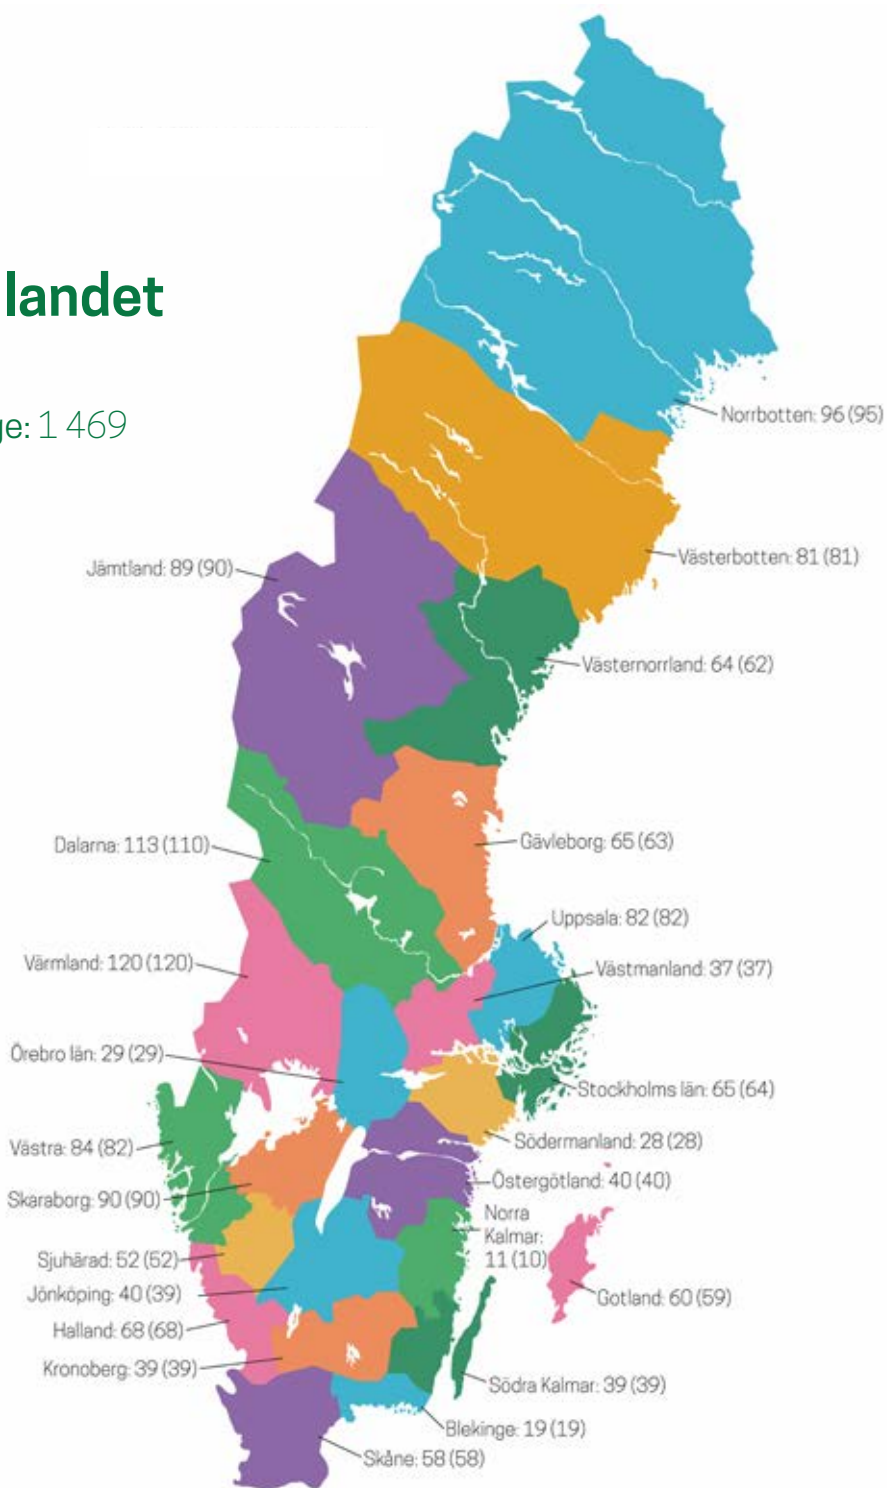 landet
ge: 1 469
Norrbotten: 96 (95)
Västerbotten: 81 (81)
Jämtland: 89 (90)
Västernorrland: 64 (62)
Dalarna: 113 (110)
Gävleborg: 65 (63)
Uppsala: 82 (82)
Värmland: 120 (120)
Västmanland: 37 (37)
Örebro län: 29 (29)
Stockholms län: 65 (64)
Västra: 84 (82)
Södermanland: 28 (28)
Skaraborg: 90 (90)
Östergötland: 40 (40)
Norra
Kalmar:
11 (10)
Sjuhärad: 52 (52)
Jönköping: 40 (39)
Gotland: 60 (59)
Halland: 68 (68)
Kronoberg: 39 (39)
Södra Kalmar: 39 (39)
Blekinge: 19 (19)
Skåne: 58 (58)